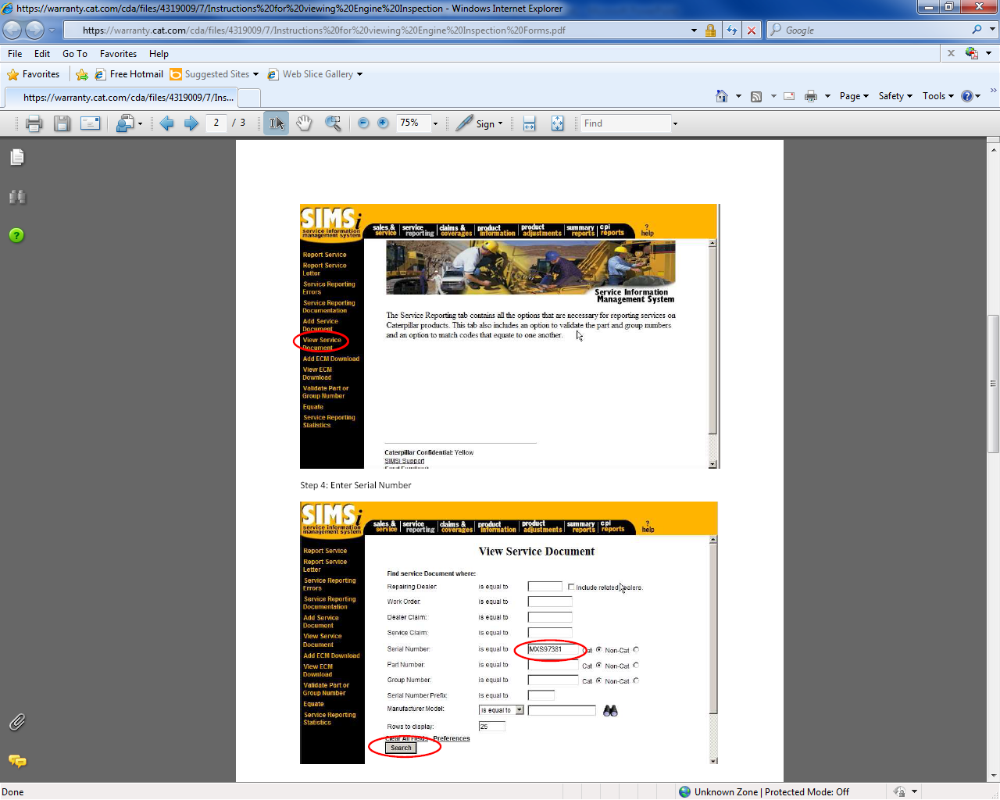 https://warranty.cat.com/cda/files/4319009/7/Instructions%20for%20viewing%20Engine%20Inspection - Windows Internet Explorer
https://warranty.cat.com/cda/files/4319009/7/Instructions%20for%20viewing%20Engine%20Inspection%20Forms.pdf
Google
File Edit Go To Favorites Help
Favorites Free Hotmail Suggested Sites Web Slice Gallery
https://warranty.cat.com/cda/files/4319009/7/Ins...
Page Safety Tools
2 / 3 75% Sign Find
SIMSi
service information
management system
sales & service
service reporting
claims & coverages
product information
product adjustments
summary reports
cpi reports
? help
Report Service
Report Service
Letter
Service Reporting
Errors
Service Reporting
Documentation
Add Service
Document
View Service
Document
Add ECM Download
View ECM
Download
Validate Part or
Group Number
Equate
Service Reporting
Statistics
Service Information
Management System
The Service Reporting tab contains all the options that are necessary for reporting services on
Caterpillar products. This tab also includes an option to validate the part and group numbers
and an option to match codes that equate to one another.
Caterpillar Confidential: Yellow
SIMSi Support
Step 4: Enter Serial Number
SIMSi
service information
management system
sales & service
service reporting
claims & coverages
product information
product adjustments
summary reports
cpi reports
? help
Report Service
Report Service
Letter
Service Reporting
Errors
Service Reporting
Documentation
Add Service
Document
View Service
Document
Add ECM Download
View ECM
Download
Validate Part or
Group Number
Equate
Service Reporting
Statistics
View Service Document
Find service Document where:
Repairing Dealer: is equal to Include related dealers.
Work Order: is equal to
Dealer Claim: is equal to
Service Claim: is equal to
Serial Number: is equal to MXS97381 Cat Non-Cat
Part Number: is equal to Cat Non-Cat
Group Number: is equal to Cat Non-Cat
Serial Number Prefix: is equal to
Manufacturer Model: is equal to
Rows to display: 25
Clear All Fields Preferences
Search
Done
Unknown Zone | Protected Mode: Off